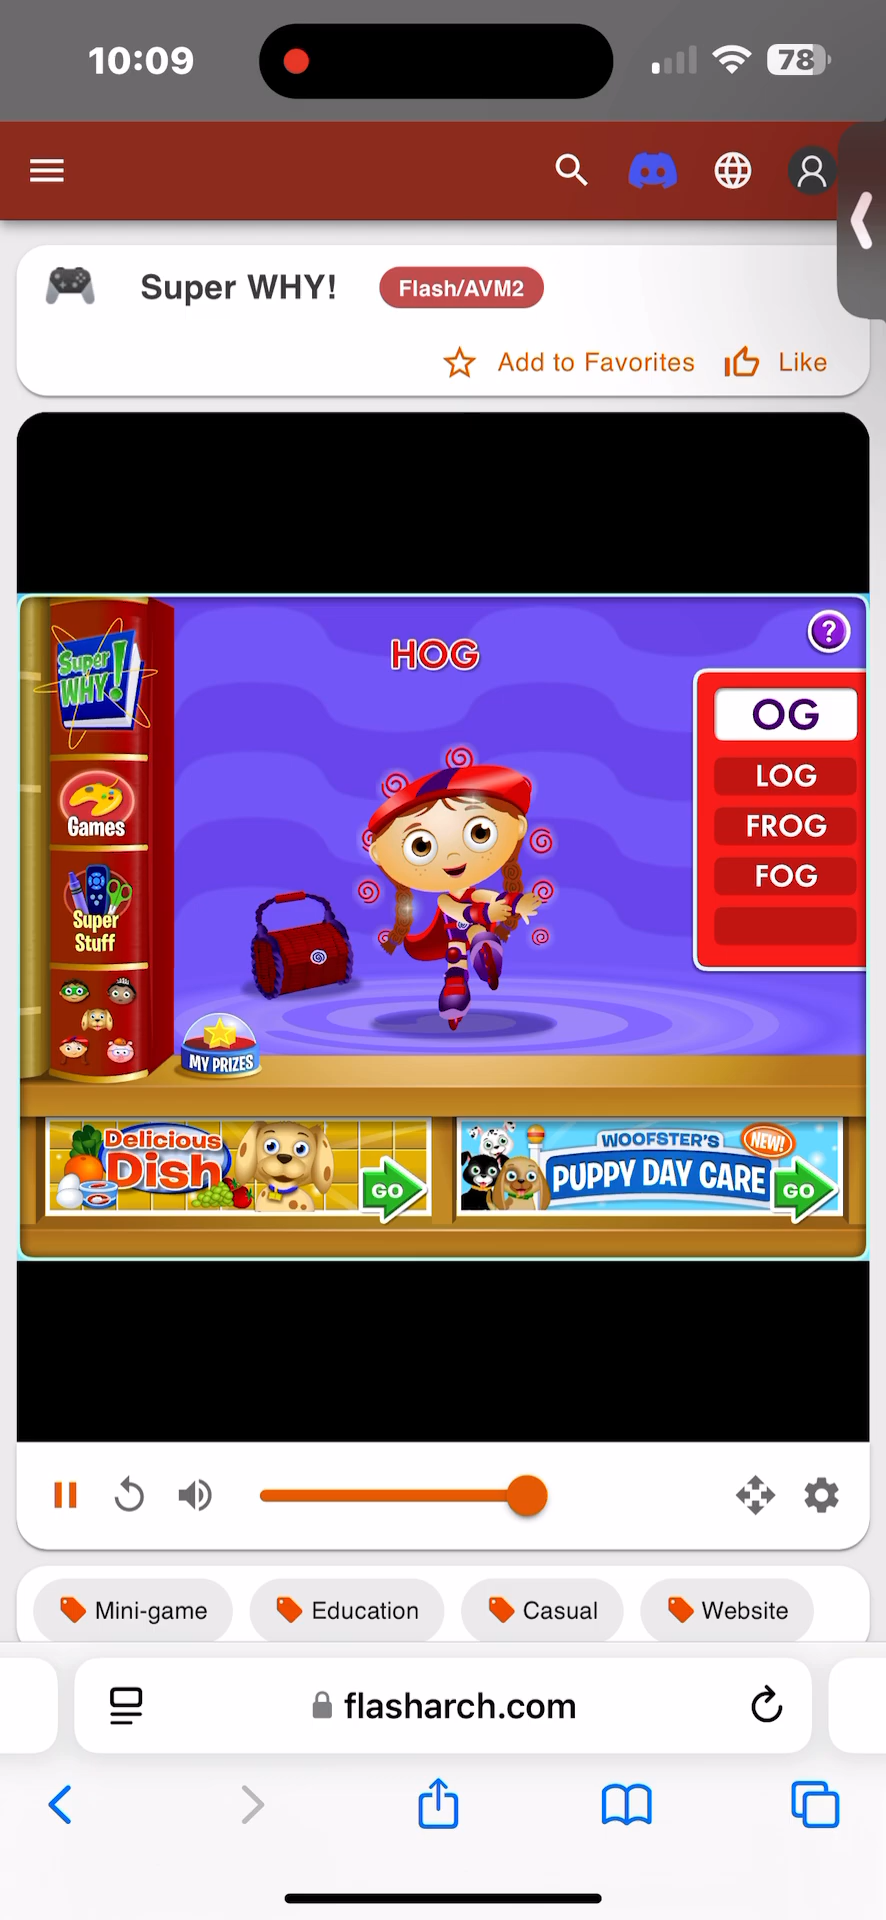 10:09
78
Super WHY!
Flash/AVM2
Add to Favorites
Like
Super WHY!
HOG
?
OG
LOG
FROG
FOG
Games
Super Stuff
MY PRIZES
Delicious Dish
GO
WOOFSTER'S
NEW!
PUPPY DAY CARE
GO
Mini-game
Education
Casual
Website
flasharch.com